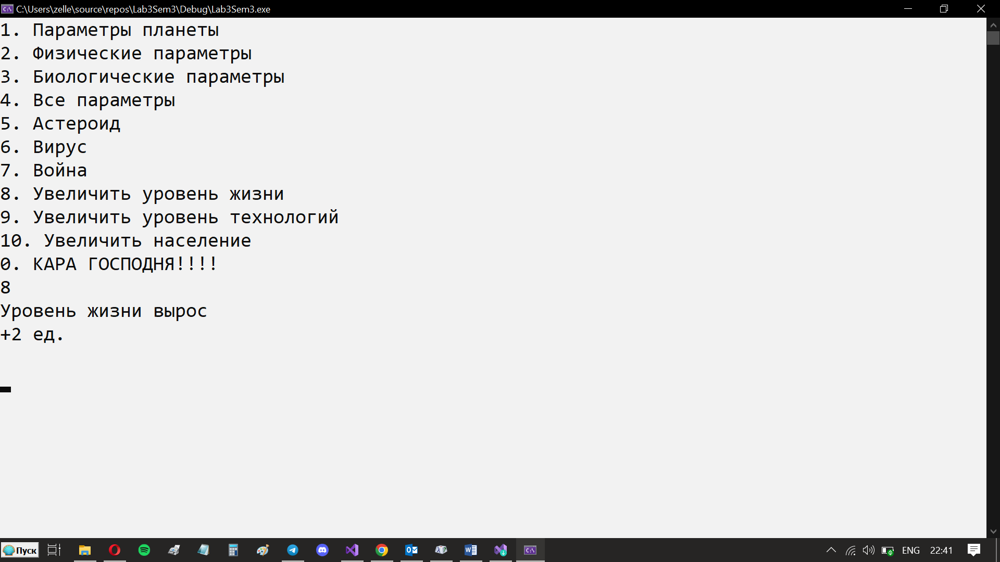 C:\Users\zelle\source\repos\Lab3Sem3\Debug\Lab3Sem3.exe
1. Параметры планеты
2. Физические параметры
3. Биологические параметры
4. Все параметры
5. Астероид
6. Вирус
7. Война
8. Увеличить уровень жизни
9. Увеличить уровень технологий
10. Увеличить население
0. КАРА ГОСПОДНЯ!!!!
8
Уровень жизни вырос
+2 ед.
Пуск
ENG 22:41